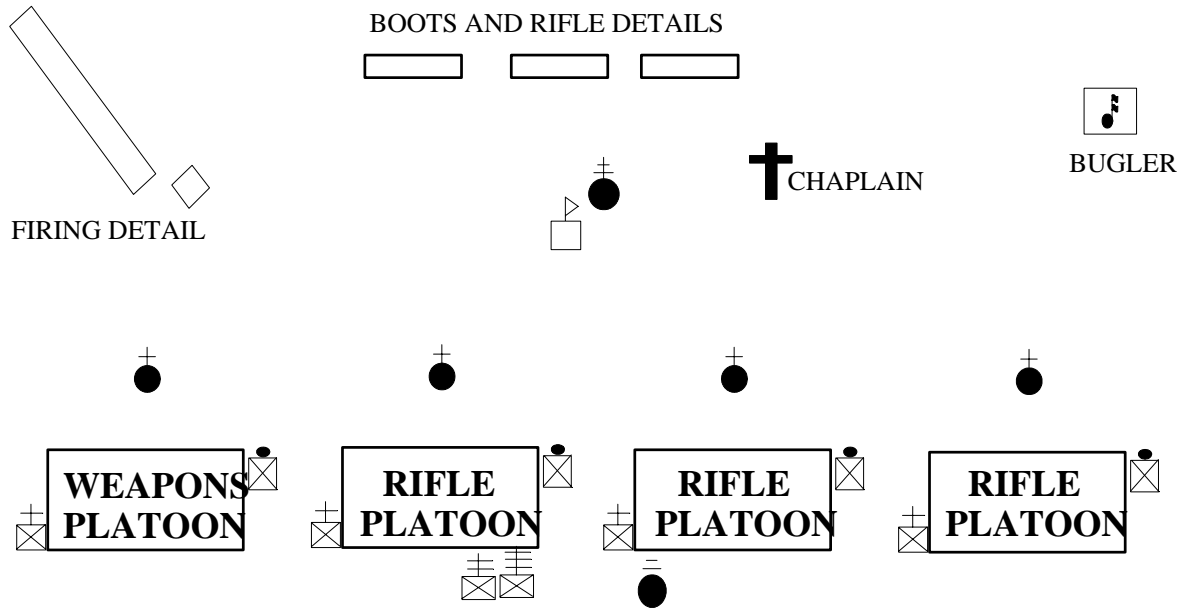 BOOTS AND RIFLE DETAILS
CHAPLAIN
BUGLER
FIRING DETAIL
WEAPONS
PLATOON
RIFLE
PLATOON
RIFLE
PLATOON
RIFLE
PLATOON